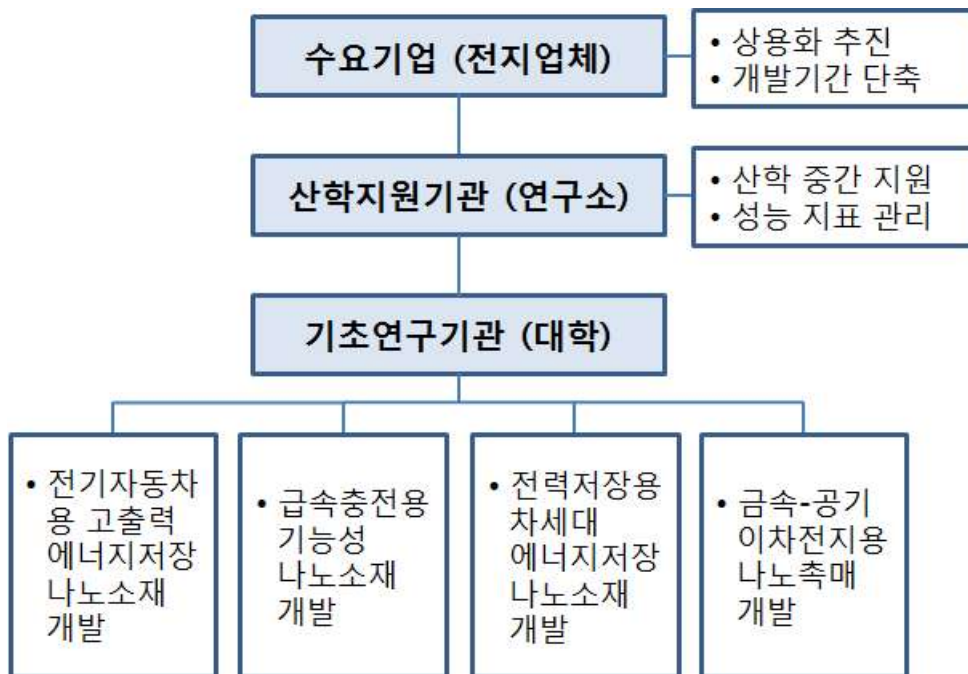 수요기업 (전지업체)
• 상용화 추진
• 개발기간 단축
산학지원기관 (연구소)
• 산학 중간 지원
• 성능 지표 관리
기초연구기관 (대학)
• 전기자동차
용 고출력
에너지저장
나노소재
개발
• 급속충전용
기능성
나노소재
개발
• 전력저장용
차세대
에너지저장
나노소재
개발
• 금속-공기
이차전지용
나노촉매
개발